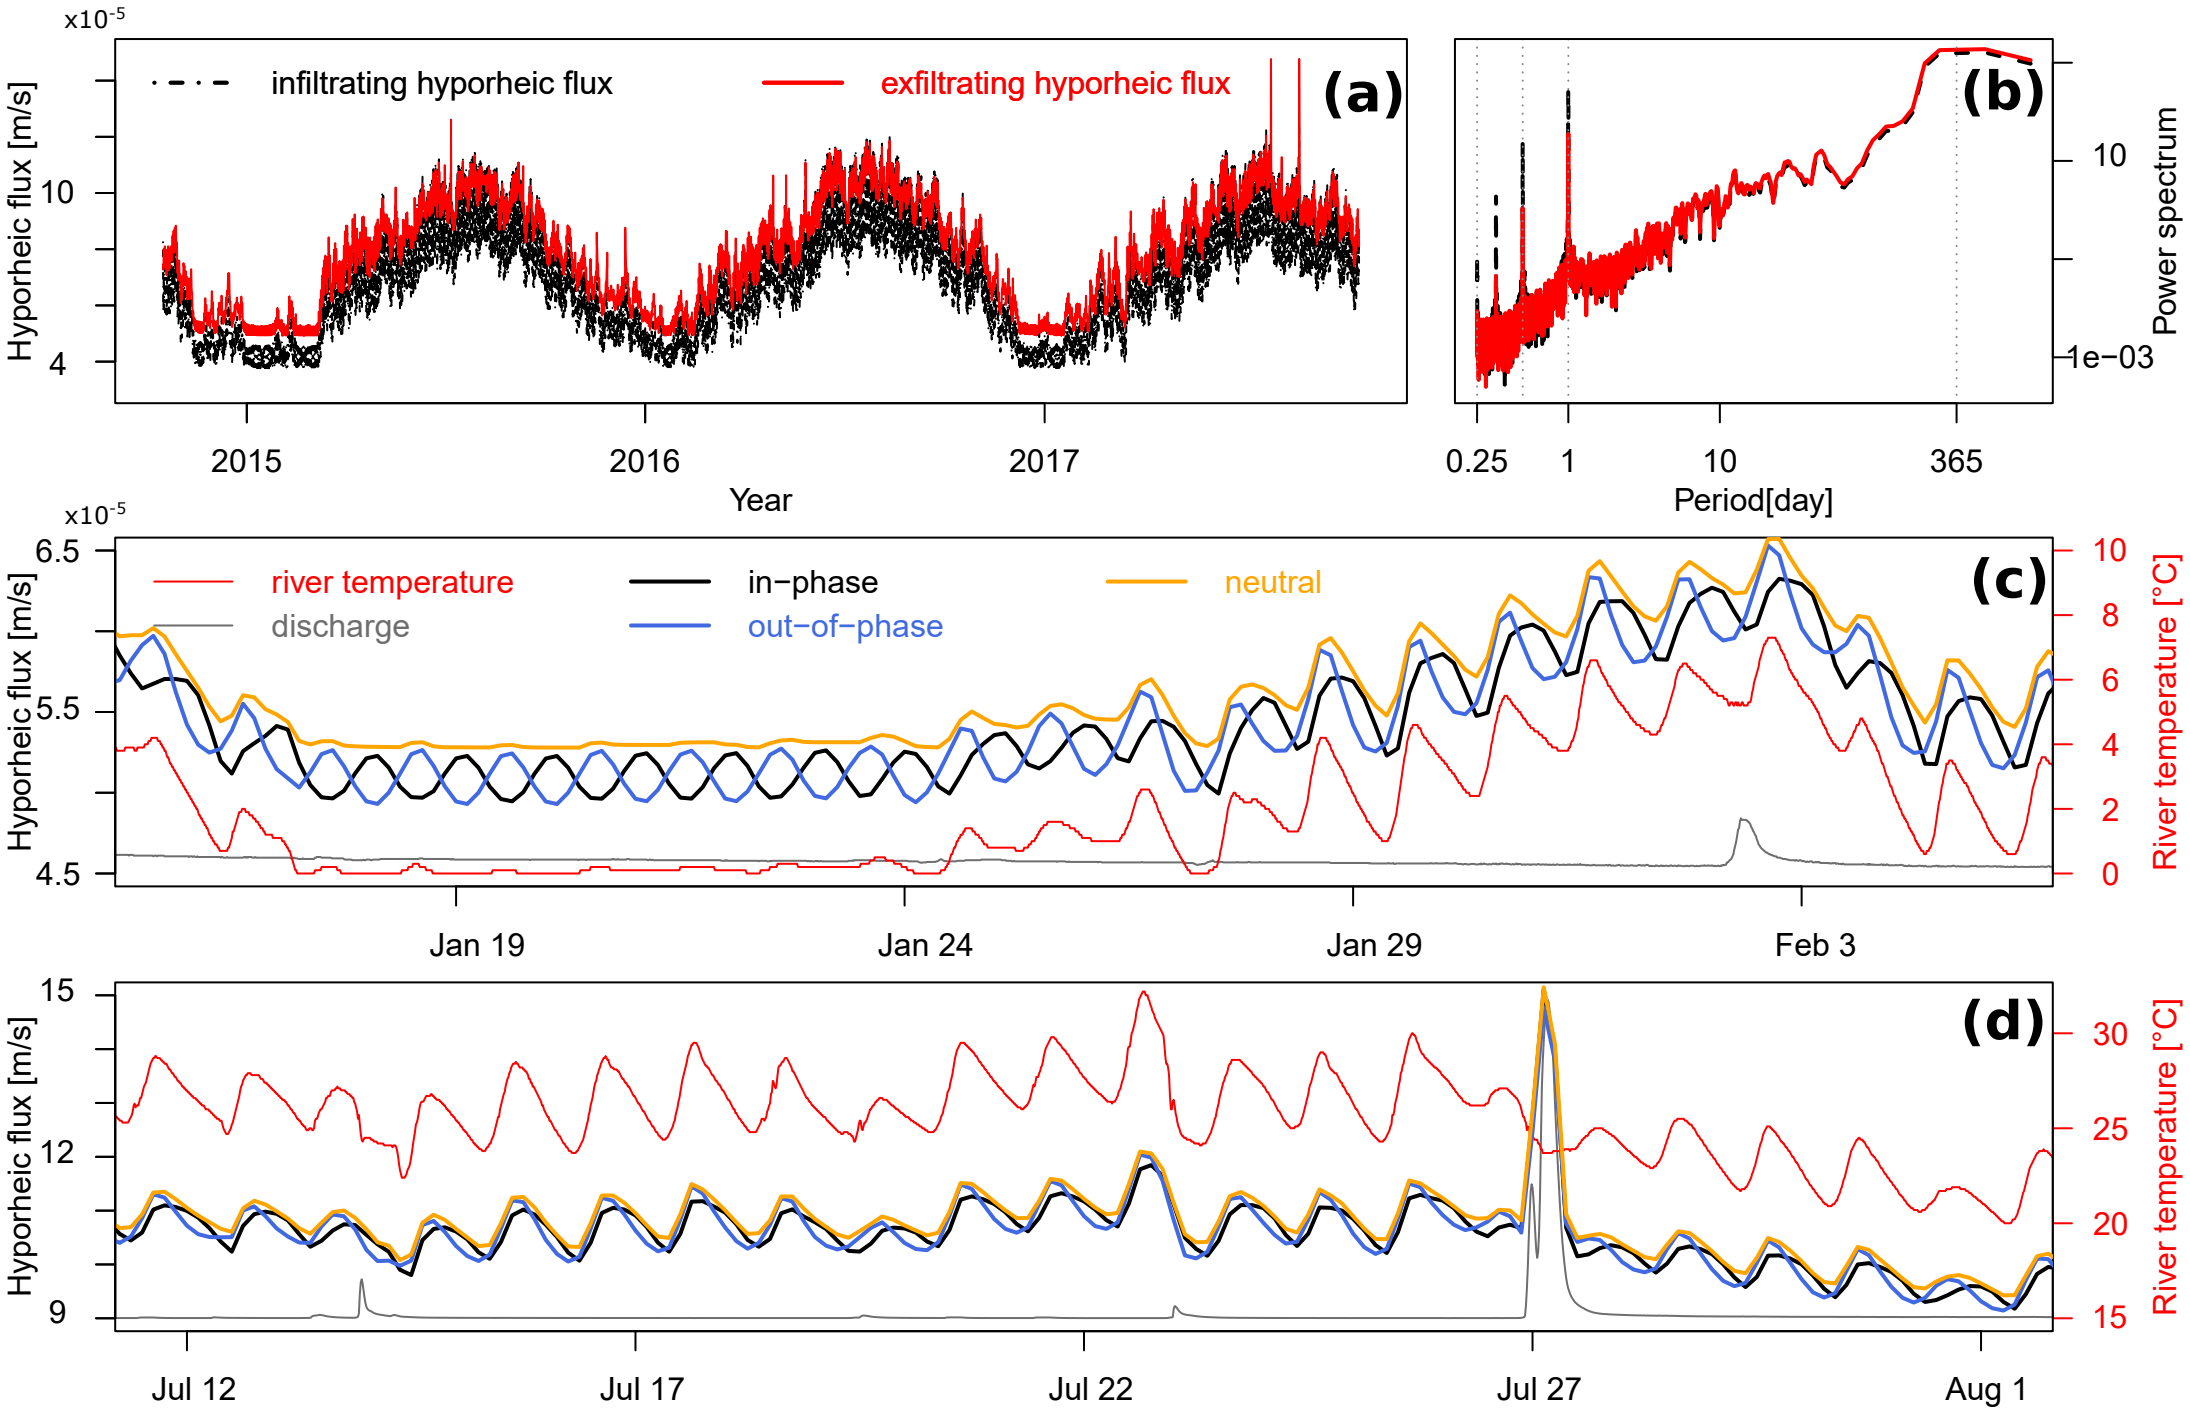 x10-5
Hyporheic flux [m/s]
10
4
infiltrating hyporheic flux
exfiltrating hyporheic flux
(a)
2015 2016 2017
Year
(b)
10
1e−03
Power spectrum
0.25 1 10 365
Period[day]
x10-5
Hyporheic flux [m/s]
6.5
5.5
4.5
river temperature in−phase neutral
discharge out−of−phase
(c)
10
8
6
4
2
0
River temperature [°C]
Jan 19 Jan 24 Jan 29 Feb 3
Hyporheic flux [m/s]
15
12
9
(d)
30
25
20
15
River temperature [°C]
Jul 12 Jul 17 Jul 22 Jul 27 Aug 1